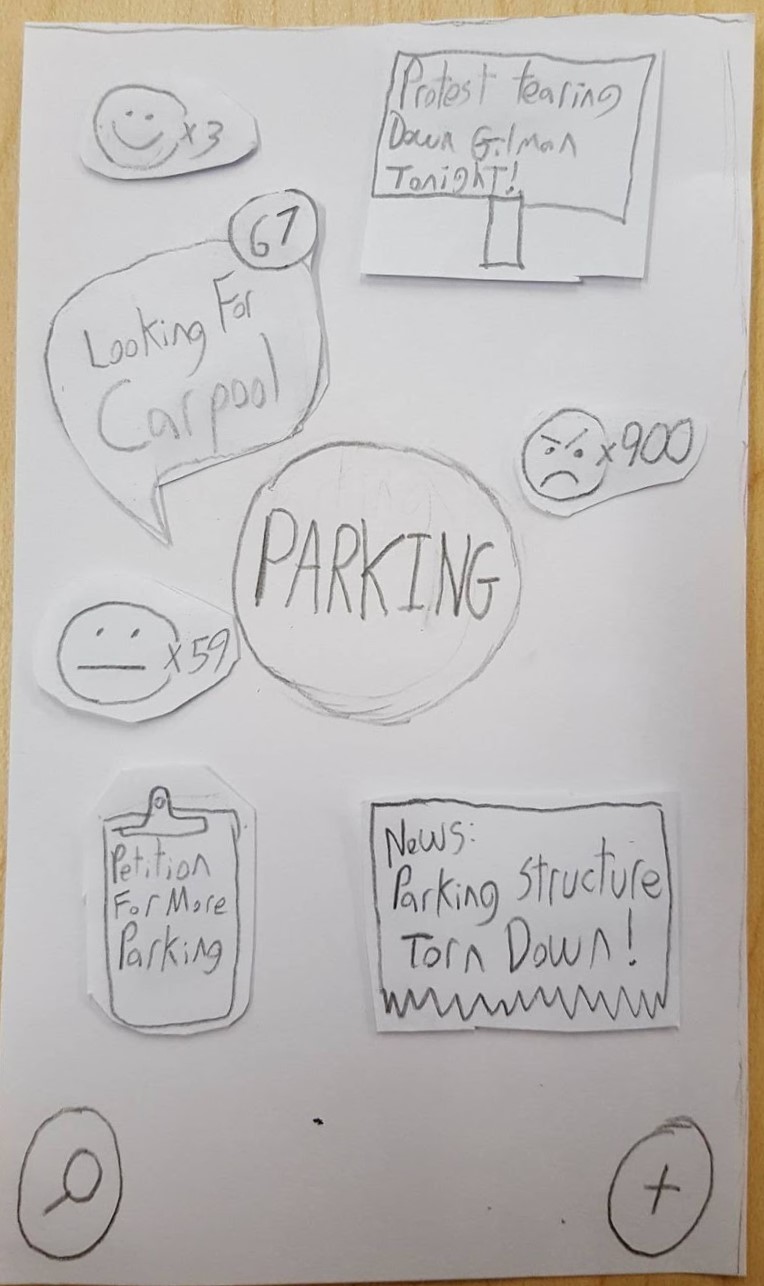 x3
Protest tearing
Down Gilman
Tonight!
67
Looking For
Carpool
x900
PARKING
x59
Petition
For More
Parking
News:
Parking Structure
Torn Down!
+